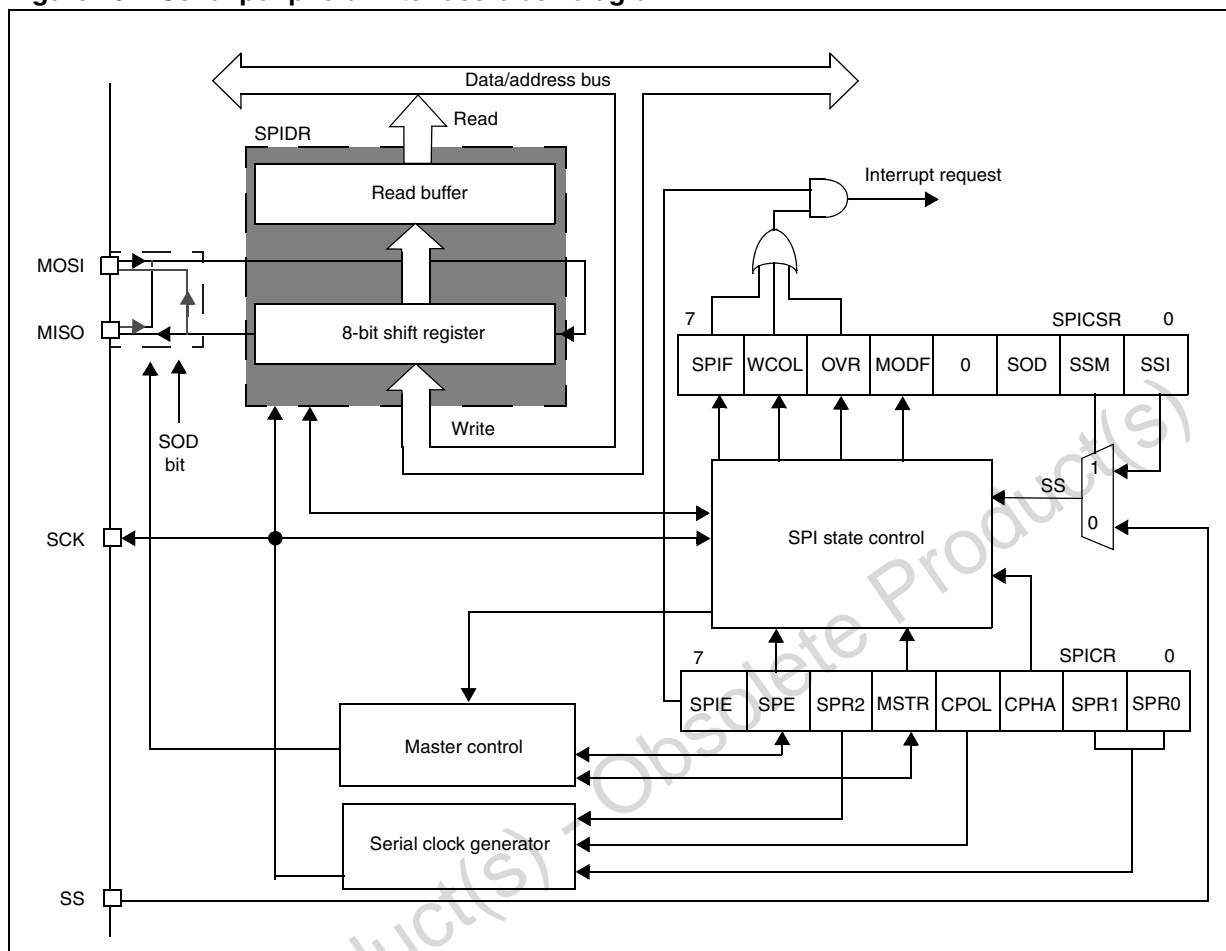 Data/address bus
Read
SPIDR
Read buffer
Interrupt request
MOSI
MISO
8-bit shift register
7
SPICSR
0
SPIF
WCOL
OVR
MODF
0
SOD
SSM
SSI
Write
SOD
bit
1
SS
0
SCK
SPI state control
7
SPICR
0
SPIE
SPE
SPR2
MSTR
CPOL
CPHA
SPR1
SPR0
Master control
Serial clock generator
SS
Obsolete Product(s) - Obsolete Product(s)